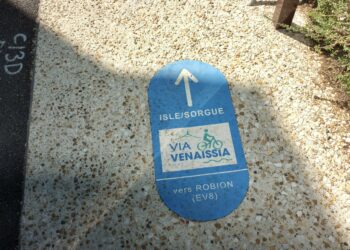 C13D
ISLE/SORGUE
VIA
VENAISSIA
vers ROBION
(EV8)